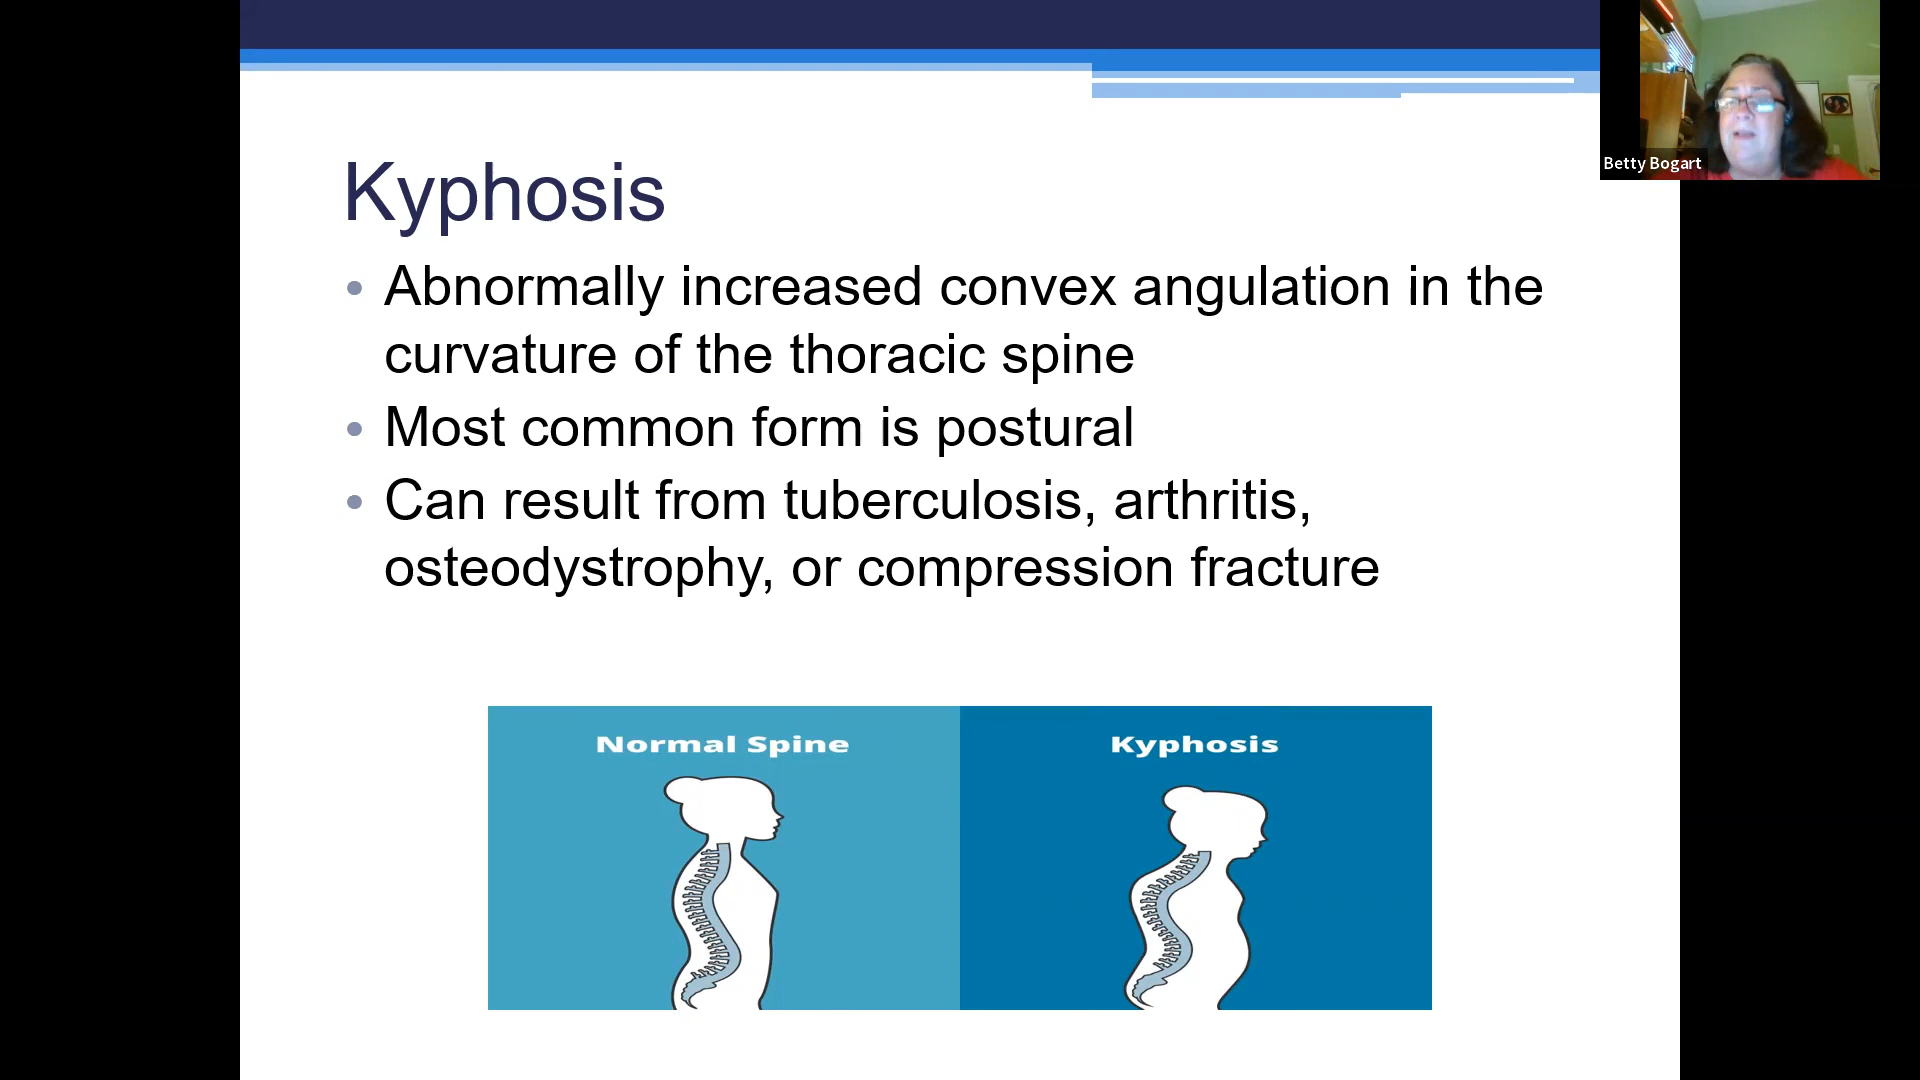 Betty Bogart
Kyphosis
• Abnormally increased convex angulation in the
curvature of the thoracic spine
• Most common form is postural
• Can result from tuberculosis, arthritis,
osteodystrophy, or compression fracture
Normal Spine
Kyphosis